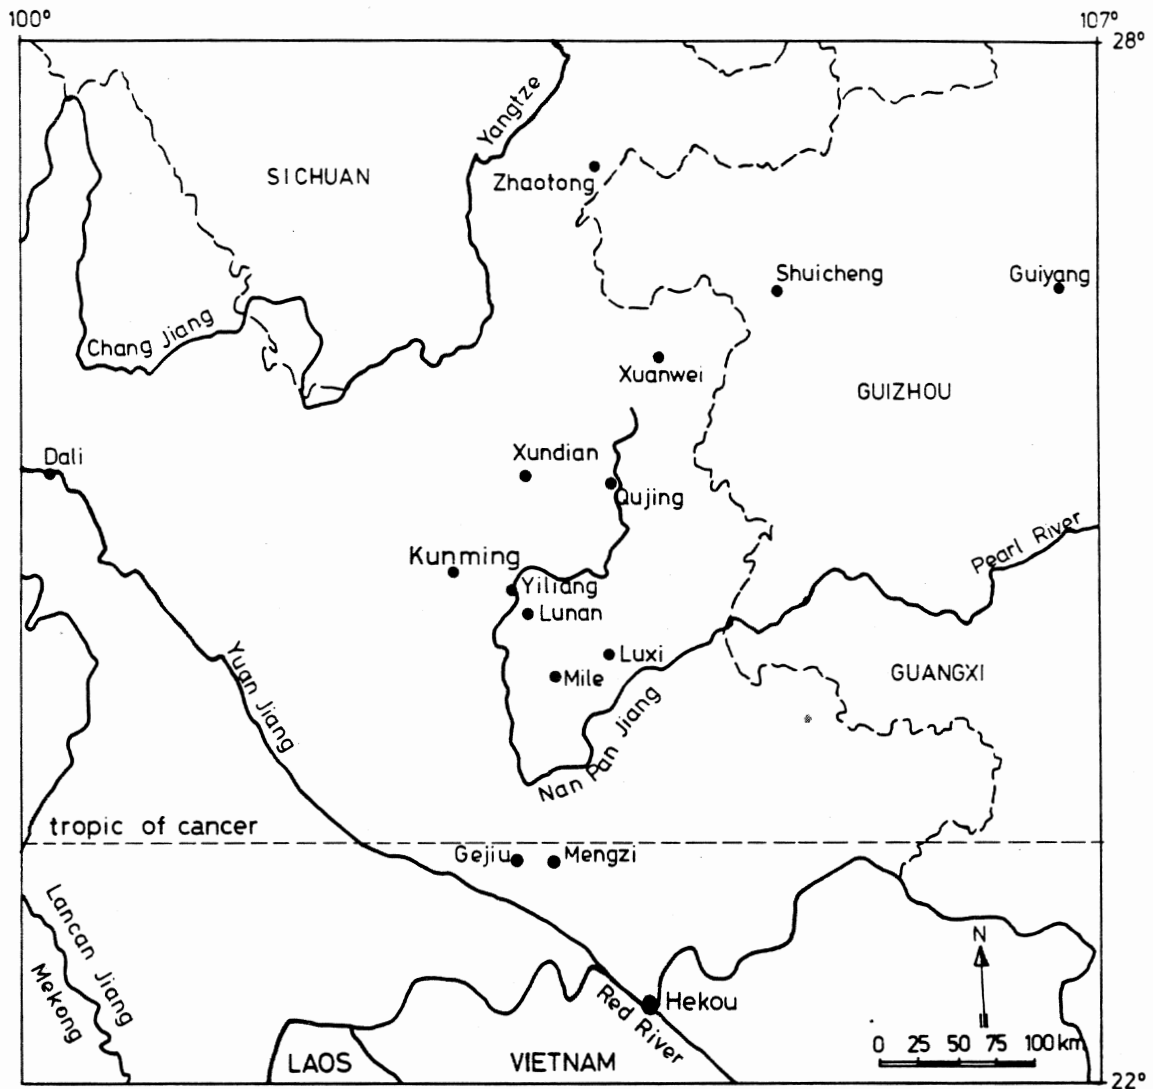 100°
107°
28°
Yangtze
SICHUAN
Zhaotong
Shuicheng
Guiyang
Chang Jiang
Xuanwei
GUIZHOU
Dali
Xundian
Qujing
Pearl River
Kunming
Yiliang
Lunan
Yuan Jiang
Luxi
GUANGXI
Mile
Nan Pan Jiang
tropic of cancer
Gejiu
Mengzi
Lancan Jiang
Mekong
N
Red River
Hekou
0 25 50 75 100 km
LAOS
VIETNAM
22°